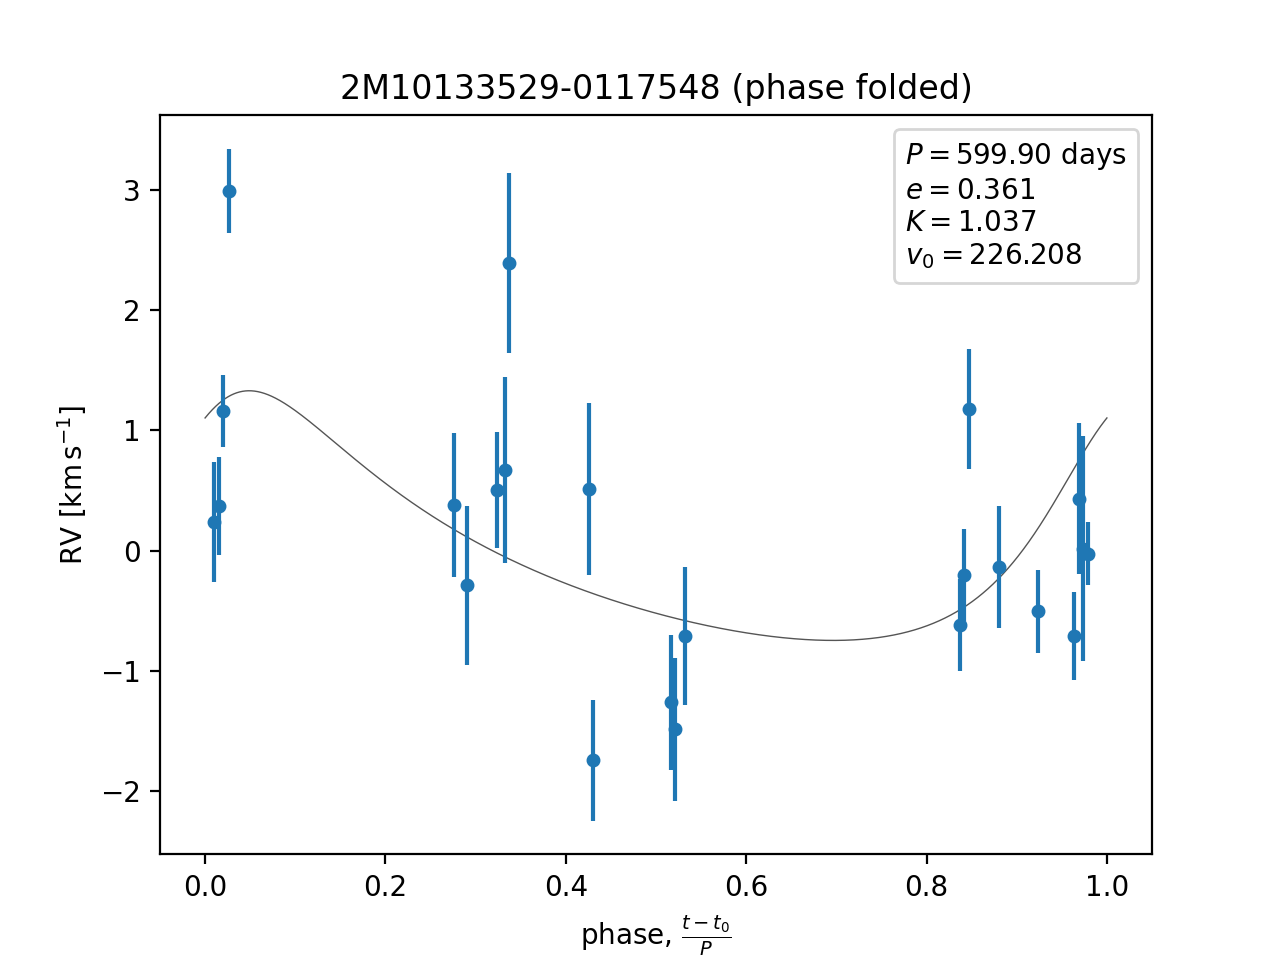 2M10133529-0117548 (phase folded)
P = 599.90 days
e = 0.361
K = 1.037
v₀ = 226.208
3
2
1
0
−1
−2
RV [km s⁻¹]
0.0 0.2 0.4 0.6 0.8 1.0
phase, (t − t₀)/P